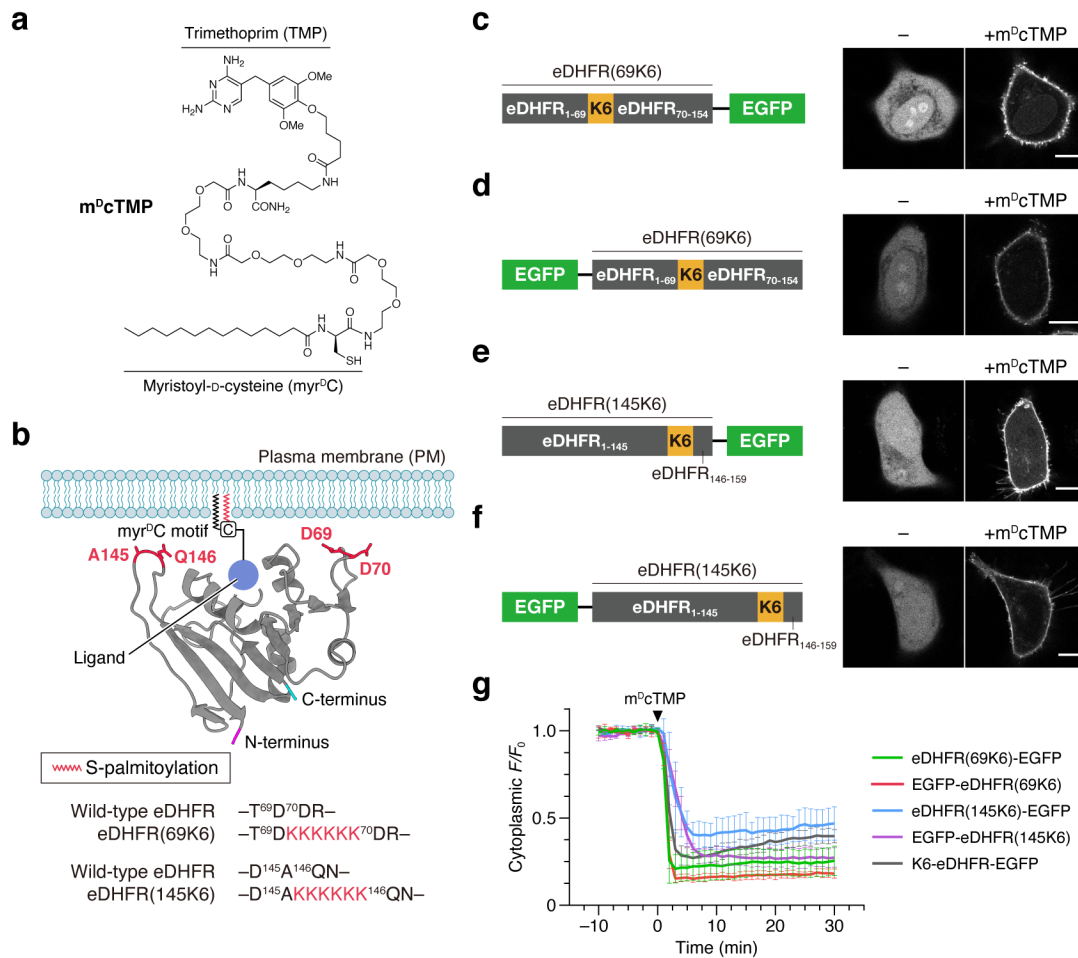 a
Trimethoprim (TMP)
NH₂
N
H₂N
N
OMe
O
OMe
O
N
H
O
H
N
O
CONH₂
mᴰcTMP
O
O
N
H
O
O
O
H
N
O
O
O
O
H
N
O
N
H
SH
Myristoyl-D-cysteine (myrᴰC)
b
Plasma membrane (PM)
myrᴰC motif
C
A145
Q146
D69
D70
Ligand
C-terminus
N-terminus
S-palmitoylation
Wild-type eDHFR –T⁶⁹D⁷⁰DR–
eDHFR(69K6) –T⁶⁹DKKKKKK⁷⁰DR–
Wild-type eDHFR –D¹⁴⁵A¹⁴⁶QN–
eDHFR(145K6) –D¹⁴⁵AKKKKKK¹⁴⁶QN–
c
– +mᴰcTMP
eDHFR(69K6)
eDHFR₁₋₆₉ K6 eDHFR₇₀₋₁₅₄ EGFP
d
– +mᴰcTMP
eDHFR(69K6)
EGFP eDHFR₁₋₆₉ K6 eDHFR₇₀₋₁₅₄
e
– +mᴰcTMP
eDHFR(145K6)
eDHFR₁₋₁₄₅ K6 EGFP
eDHFR₁₄₆₋₁₅₉
f
– +mᴰcTMP
eDHFR(145K6)
EGFP eDHFR₁₋₁₄₅ K6
eDHFR₁₄₆₋₁₅₉
g
mᴰcTMP
1.0
0.5
0
Cytoplasmic F/F₀
–10 0 10 20 30
Time (min)
eDHFR(69K6)-EGFP
EGFP-eDHFR(69K6)
eDHFR(145K6)-EGFP
EGFP-eDHFR(145K6)
K6-eDHFR-EGFP